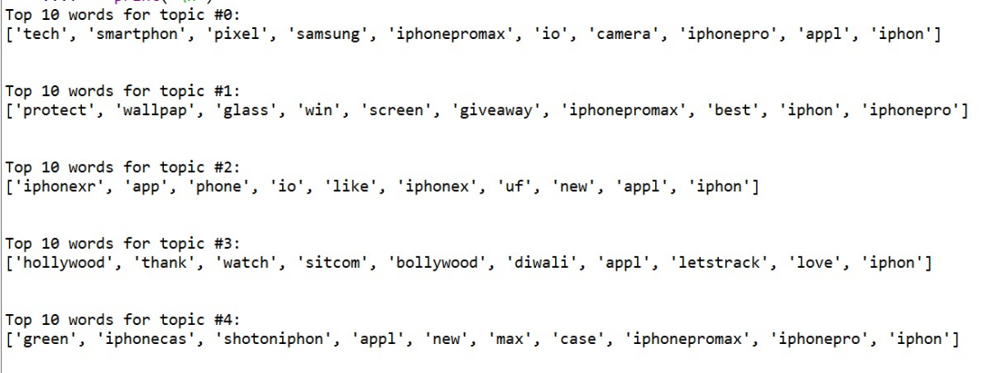 Top 10 words for topic #0:
['tech', 'smartphon', 'pixel', 'samsung', 'iphonepromax', 'io', 'camera', 'iphonepro', 'appl', 'iphon']
Top 10 words for topic #1:
['protect', 'wallpap', 'glass', 'win', 'screen', 'giveaway', 'iphonepromax', 'best', 'iphon', 'iphonepro']
Top 10 words for topic #2:
['iphonexr', 'app', 'phone', 'io', 'like', 'iphonex', 'uf', 'new', 'appl', 'iphon']
Top 10 words for topic #3:
['hollywood', 'thank', 'watch', 'sitcom', 'bollywood', 'diwali', 'appl', 'letstrack', 'love', 'iphon']
Top 10 words for topic #4:
['green', 'iphonecas', 'shotoniphon', 'appl', 'new', 'max', 'case', 'iphonepromax', 'iphonepro', 'iphon']